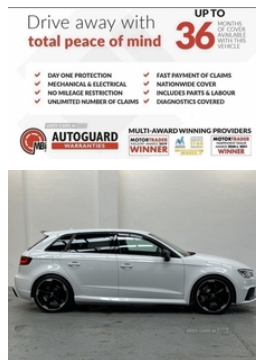 Drive away with
total peace of mind
UP TO
36
MONTHS
OF COVER
AVAILABLE
WITH THIS
VEHICLE
DAY ONE PROTECTION
MECHANICAL & ELECTRICAL
NO MILEAGE RESTRICTION
UNLIMITED NUMBER OF CLAIMS
FAST PAYMENT OF CLAIMS
NATIONWIDE COVER
INCLUDES PARTS & LABOUR
DIAGNOSTICS COVERED
MBI
AUTOGUARD
WARRANTIES
MULTI-AWARD WINNING PROVIDERS
MOTORTRADER
WINNER
MOTORTRADER
WINNER